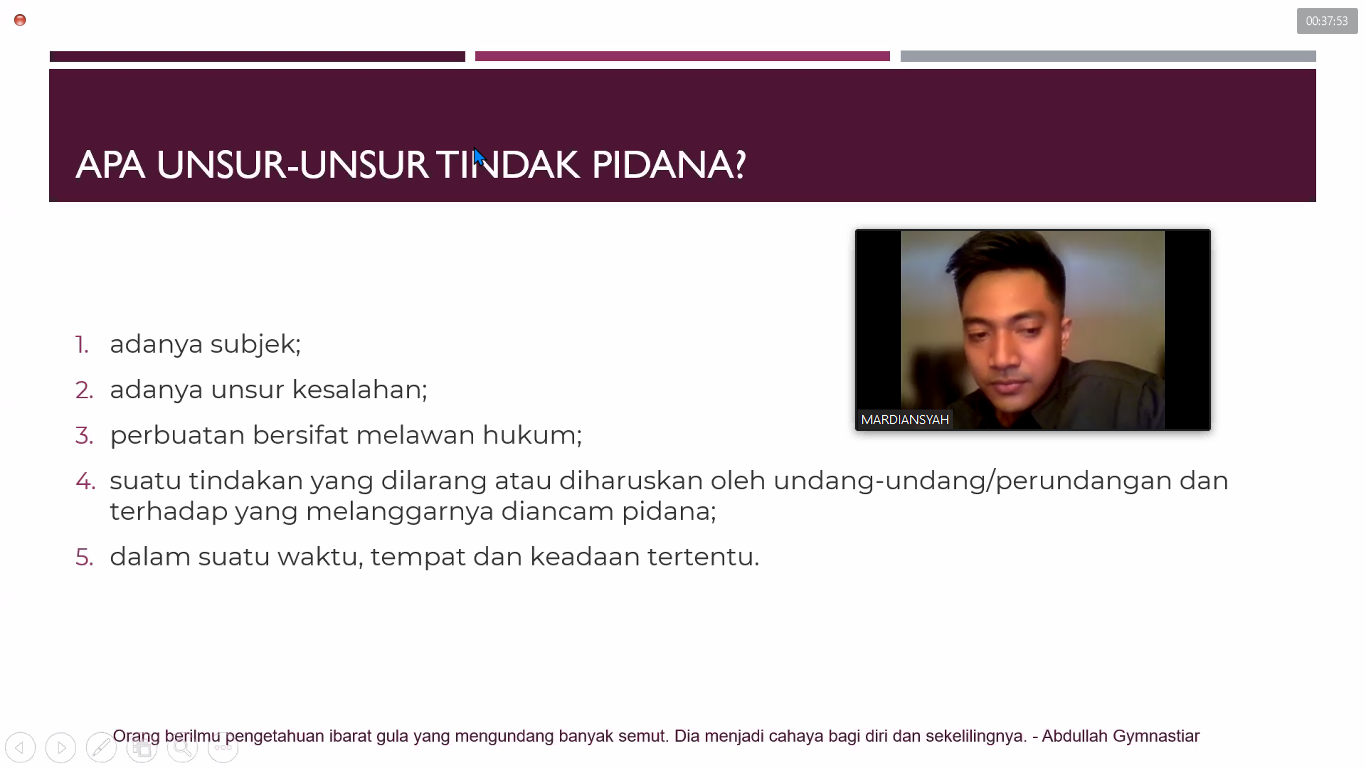 00:37:53
APA UNSUR-UNSUR TINDAK PIDANA?
MARDIANSYAH
1. adanya subjek;
2. adanya unsur kesalahan;
3. perbuatan bersifat melawan hukum;
4. suatu tindakan yang dilarang atau diharuskan oleh undang-undang/perundangan dan
terhadap yang melanggarnya diancam pidana;
5. dalam suatu waktu, tempat dan keadaan tertentu.
Orang berilmu pengetahuan ibarat gula yang mengundang banyak semut. Dia menjadi cahaya bagi diri dan sekelilingnya. - Abdullah Gymnastiar